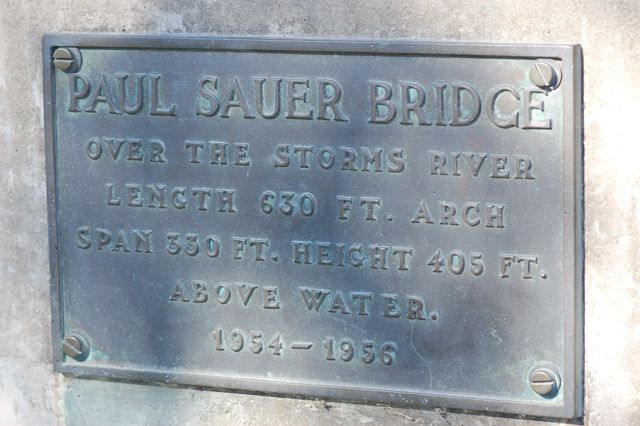 PAUL SAUER BRIDGE
OVER THE STORMS RIVER
LENGTH 630 FT. ARCH
SPAN 330 FT. HEIGHT 405 FT.
ABOVE WATER.
1954-1956